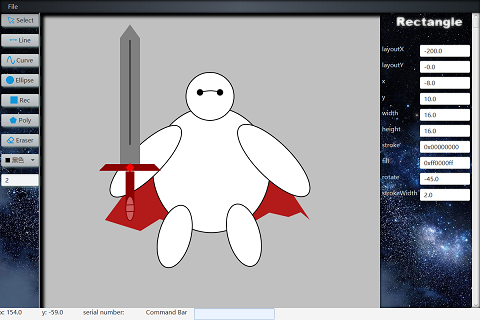 File
Select
Line
Curve
Ellipse
Rec
Poly
Eraser
黑色
2
Rectangle
layoutX -200.0
layoutY -0.0
x -8.0
y 10.0
width 16.0
height 16.0
stroke 0x00000000
fill 0xff0000ff
rotate -45.0
strokeWidth 2.0
x: 154.0 y: -59.0 serial number: Command Bar